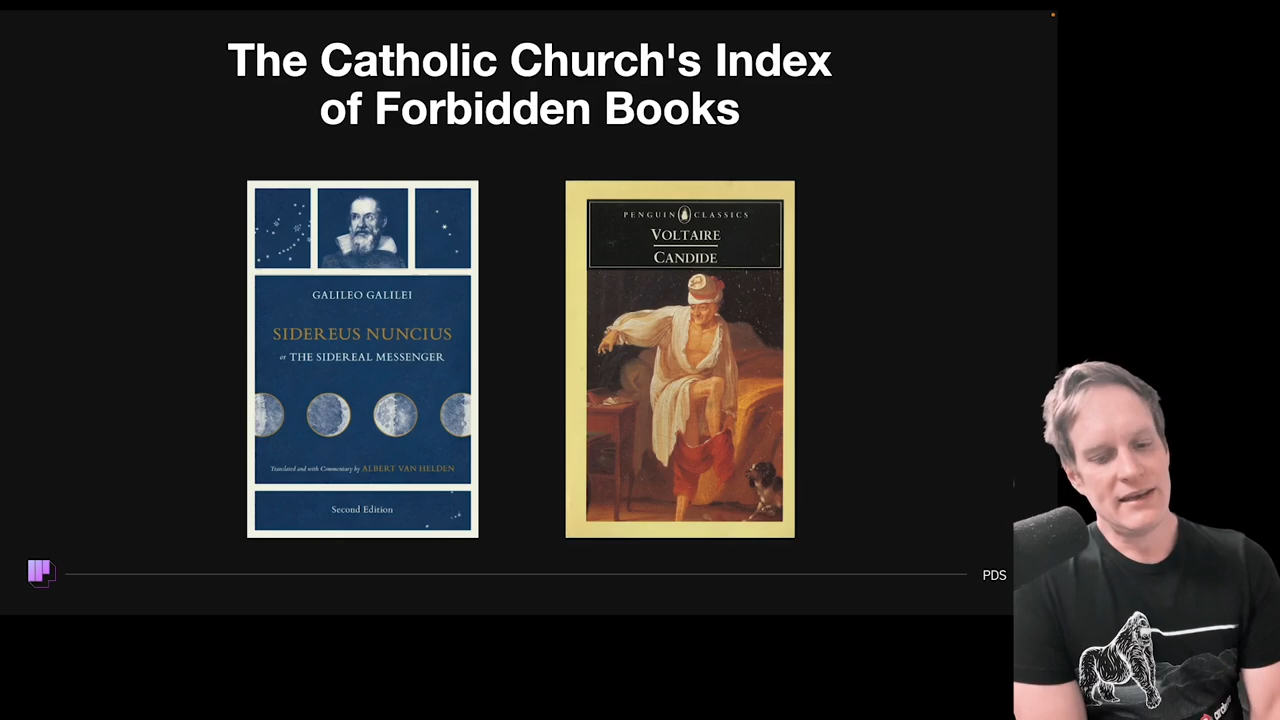 The Catholic Church's Index
of Forbidden Books
GALILEO GALILEI
SIDEREUS NUNCIUS
or THE SIDEREAL MESSENGER
Translated and with Commentary by ALBERT VAN HELDEN
Second Edition
PENGUIN CLASSICS
VOLTAIRE
CANDIDE
PDS